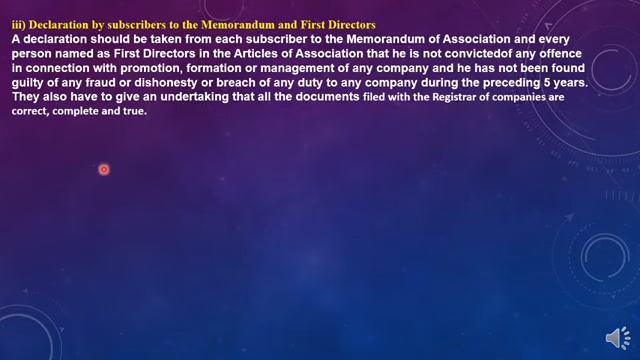 iii) Declaration by subscribers to the Memorandum and First Directors
A declaration should be taken from each subscriber to the Memorandum of Association and every
person named as First Directors in the Articles of Association that he is not convictedof any offence
in connection with promotion, formation or management of any company and he has not been found
guilty of any fraud or dishonesty or breach of any duty to any company during the preceding 5 years.
They also have to give an undertaking that all the documents filed with the Registrar of companies are
correct, complete and true.